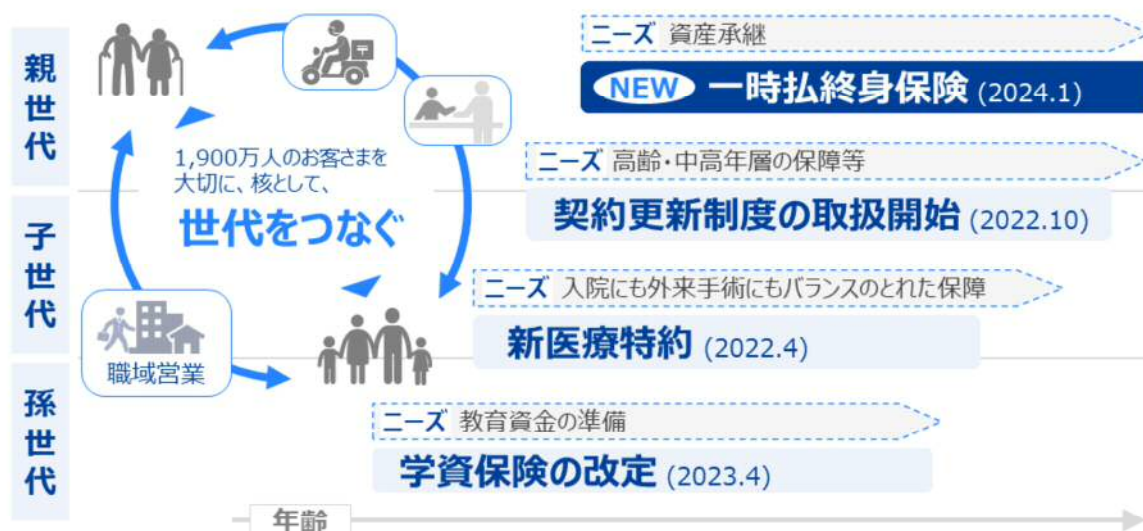 親世代
ニーズ 資産承継
NEW 一時払終身保険 (2024.1)
1,900万人のお客さまを
大切に、核として、
世代をつなぐ
ニーズ 高齢・中高年層の保障等
契約更新制度の取扱開始 (2022.10)
子世代
ニーズ 入院にも外来手術にもバランスのとれた保障
新医療特約 (2022.4)
職域営業
孫世代
ニーズ 教育資金の準備
学資保険の改定 (2023.4)
年齢